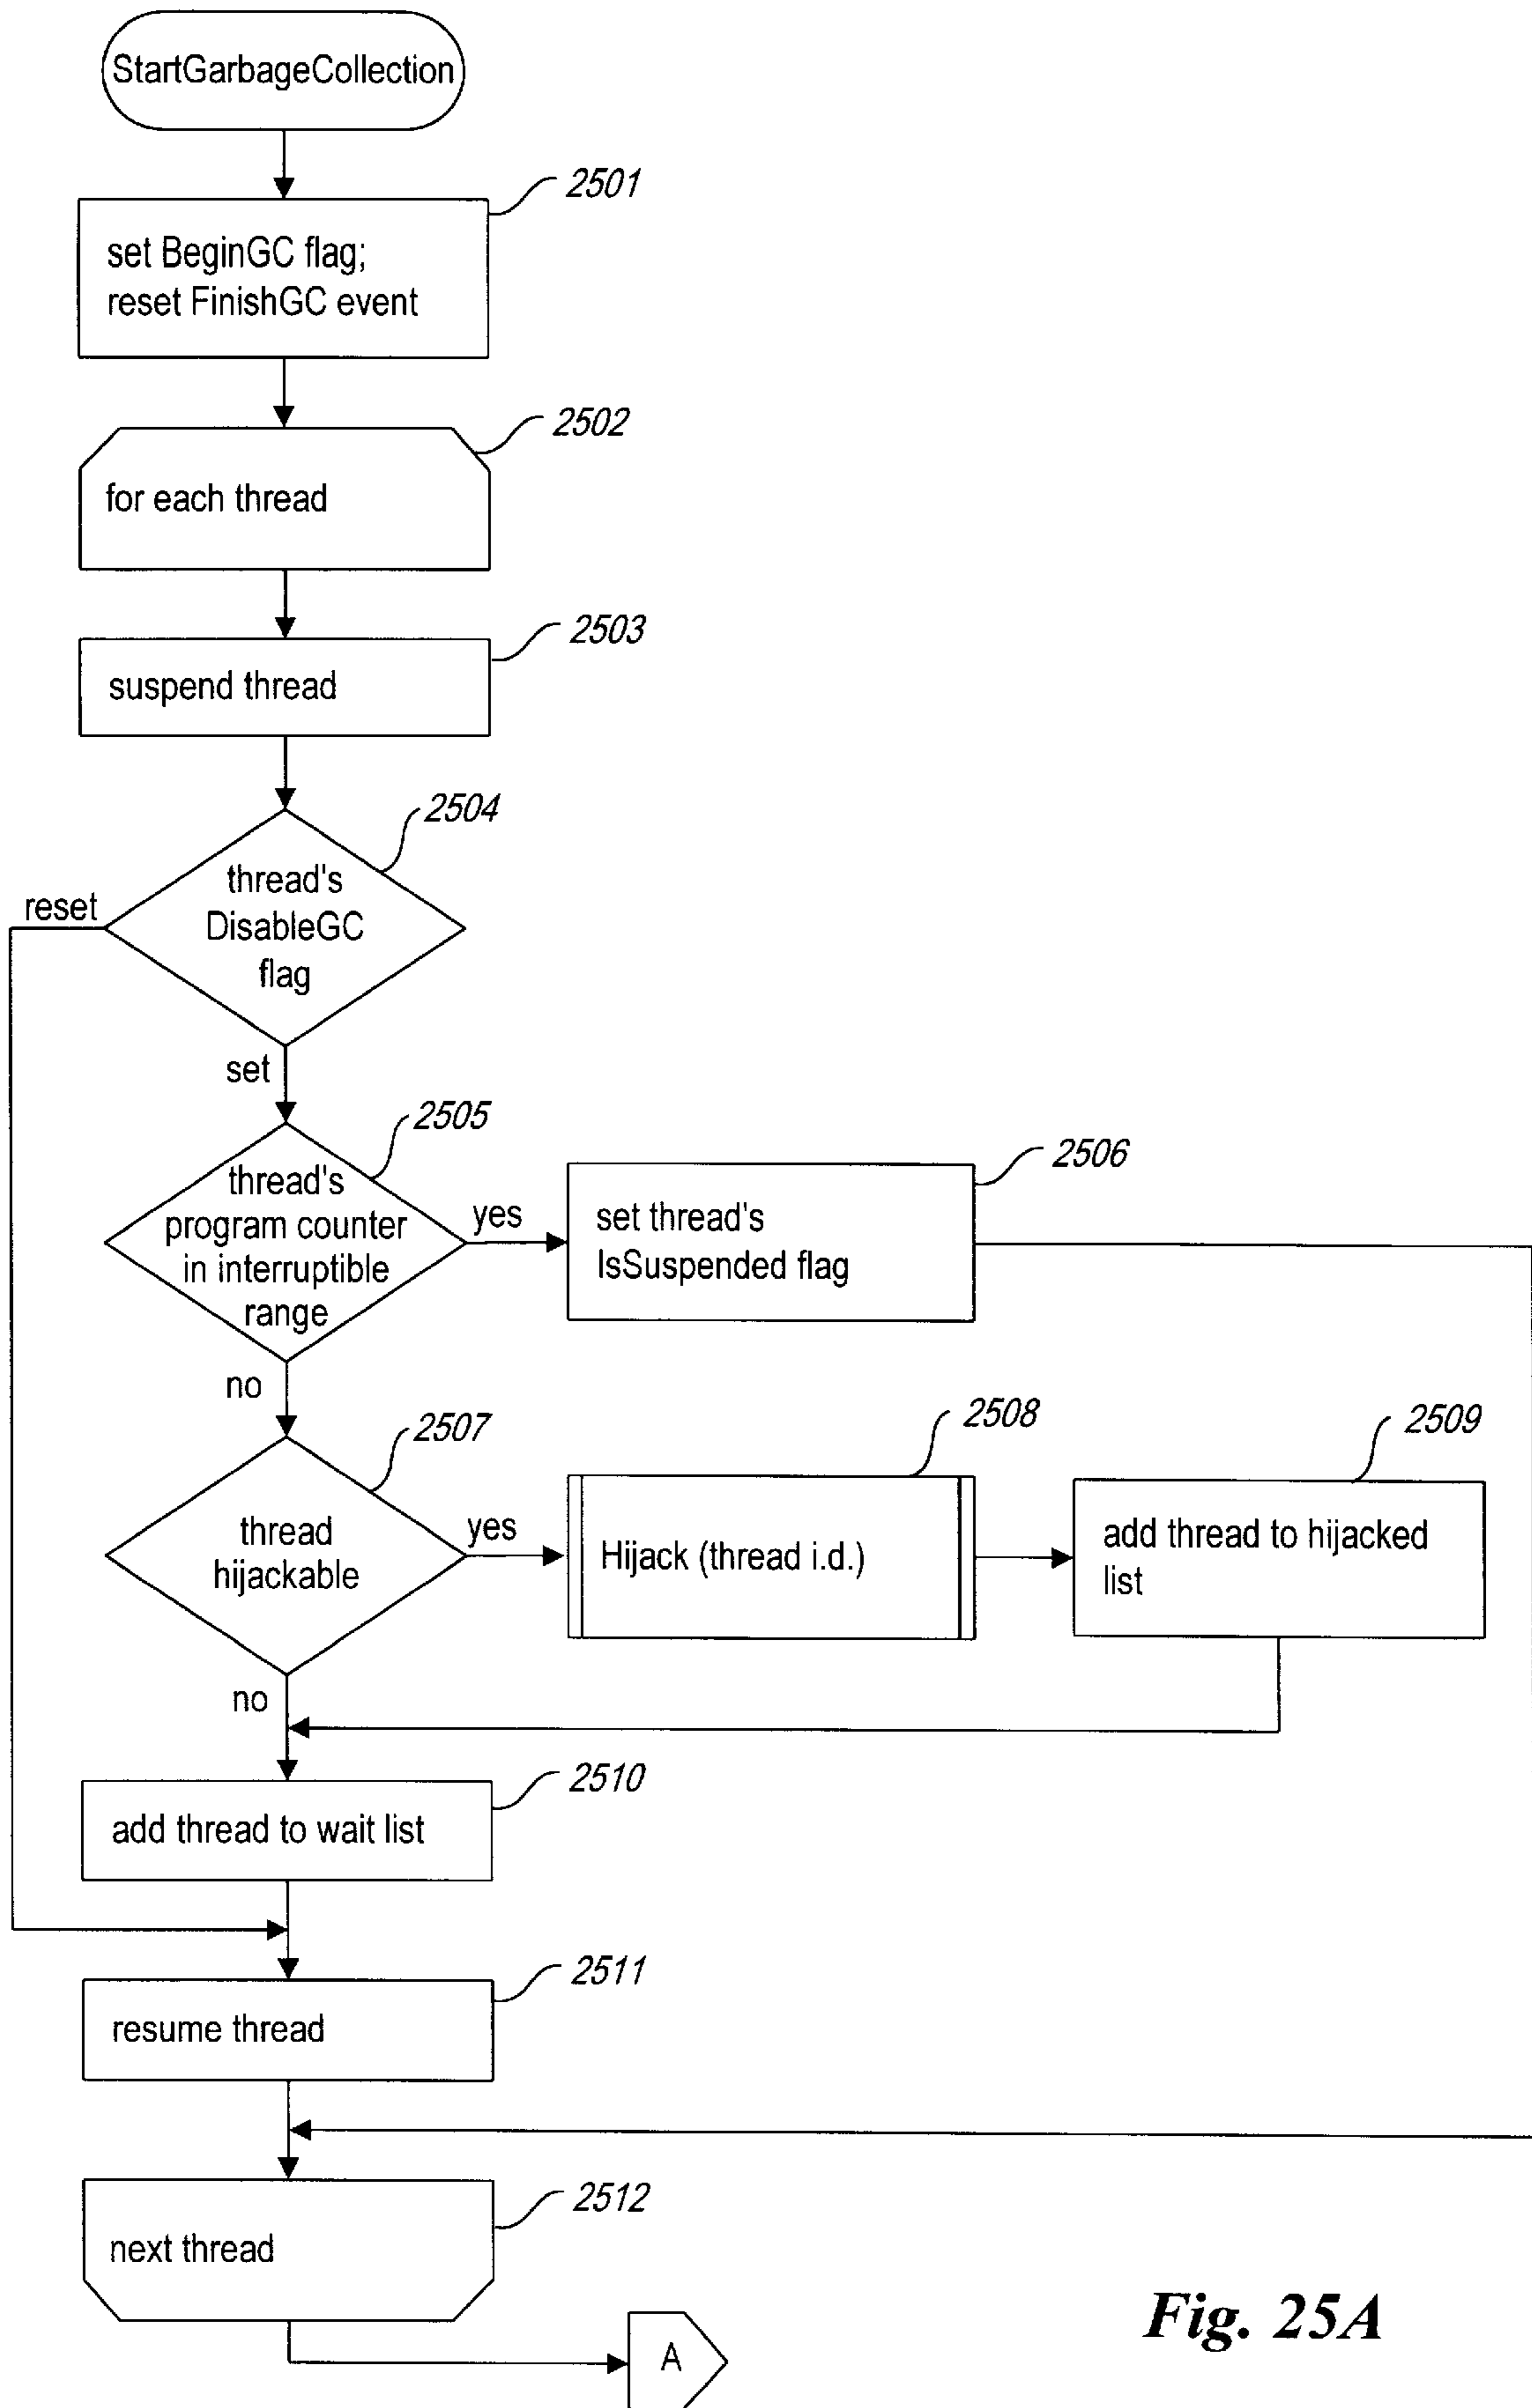 StartGarbageCollection
2501
set BeginGC flag;
reset FinishGC event
2502
for each thread
2503
suspend thread
2504
thread's
DisableGC
flag
reset
set
2505
thread's
program counter
in interruptible
range
yes
2506
set thread's
IsSuspended flag
no
2507
thread
hijackable
yes
2508
Hijack (thread i.d.)
2509
add thread to hijacked
list
no
2510
add thread to wait list
2511
resume thread
2512
next thread
A
Fig. 25A